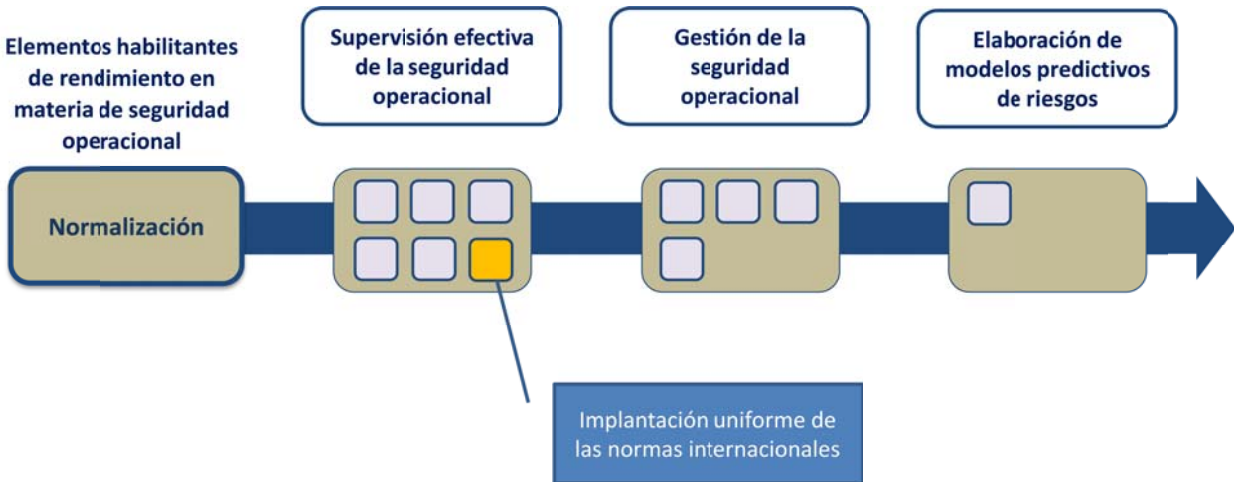 Elementos habilitantes
de rendimiento en
materia de seguridad
operacional
Normalización
Supervisión efectiva
de la seguridad
operacional
Gestión de la
seguridad
operacional
Elaboración de
modelos predictivos
de riesgos
Implantación uniforme de
las normas internacionales